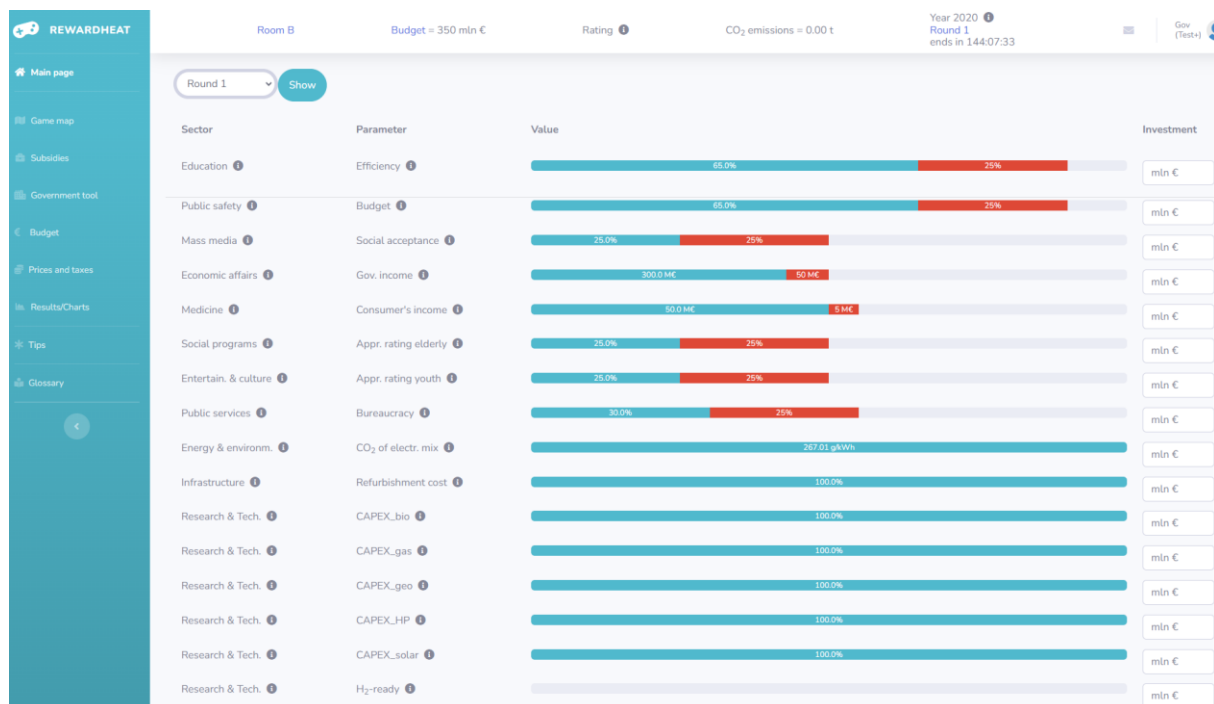 REWARDHEAT
Room B
Budget = 350 mln €
Rating
CO₂ emissions = 0.00 t
Year 2020
Round 1
ends in 144:07:33
Gov
(Test+)
Main page
Game map
Subsidies
Government tool
€ Budget
Prices and taxes
Results/Charts
Tips
Glossary
Round 1 Show
Sector Parameter Value Investment
Education Efficiency 65.0% 25% mln €
Public safety Budget 65.0% 25% mln €
Mass media Social acceptance 25.0% 25% mln €
Economic affairs Gov. income 300.0 M€ 50 M€ mln €
Medicine Consumer's income 50.0 M€ 5 M€ mln €
Social programs Appr. rating elderly 25.0% 25% mln €
Entertain. & culture Appr. rating youth 25.0% 25% mln €
Public services Bureaucracy 30.0% 25% mln €
Energy & environm. CO₂ of electr. mix 267.01 g/kWh mln €
Infrastructure Refurbishment cost 100.0% mln €
Research & Tech. CAPEX_bio 100.0% mln €
Research & Tech. CAPEX_gas 100.0% mln €
Research & Tech. CAPEX_geo 100.0% mln €
Research & Tech. CAPEX_HP 100.0% mln €
Research & Tech. CAPEX_solar 100.0% mln €
Research & Tech. H₂-ready mln €